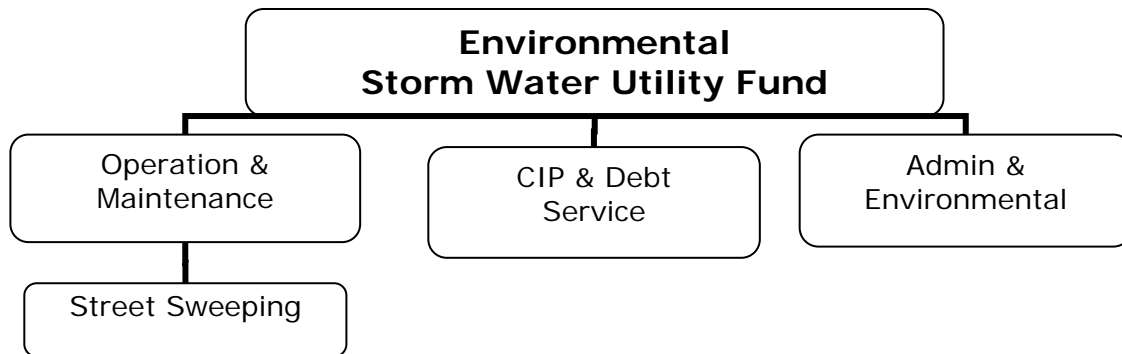 Environmental
Storm Water Utility Fund
Operation &
Maintenance
CIP & Debt
Service
Admin &
Environmental
Street Sweeping